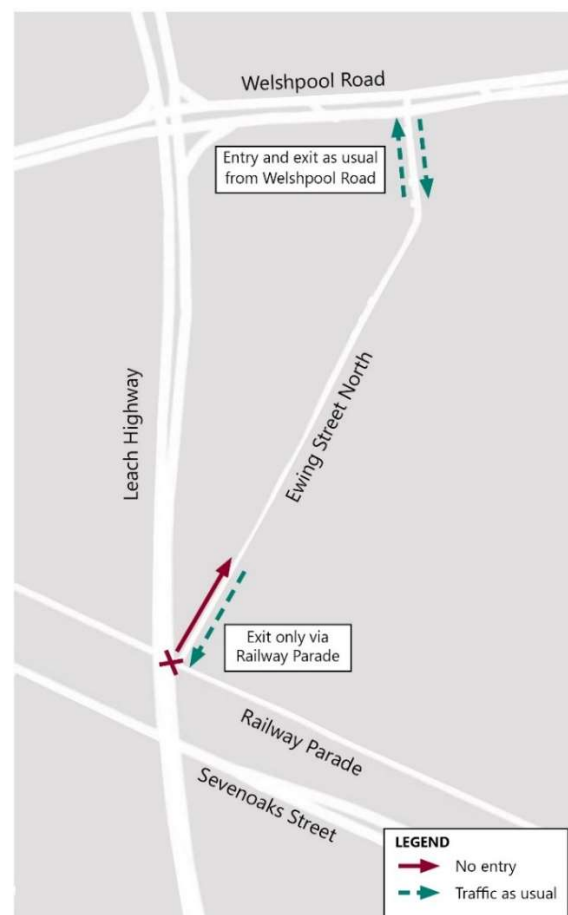 Welshpool Road
Entry and exit as usual
from Welshpool Road
Ewing Street North
Leach Highway
Exit only via
Railway Parade
Railway Parade
Sevenoaks Street
LEGEND
No entry
Traffic as usual